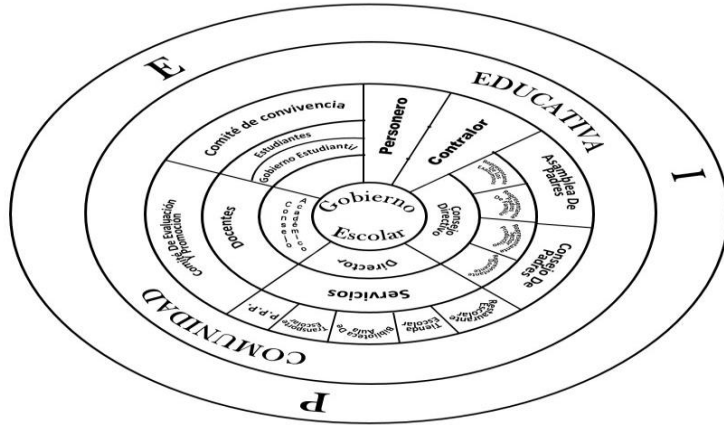 P
E
I
COMUNIDAD
EDUCATIVA
Comité de convivencia
Estudiantes
Gobierno Estudiantil
Personero
Contralor
Asamblea De
Padres
Consejo De
Padres
Consejo
Directivo
Restaurante
Escolar
Tienda
Escolar
Biblioteca De
Aula
Transporte
Escolar
P.P.P.
Servicios
Director
Comité De Evaluación
Y Promoción
Docentes
Consejo
Académico
Gobierno
Escolar